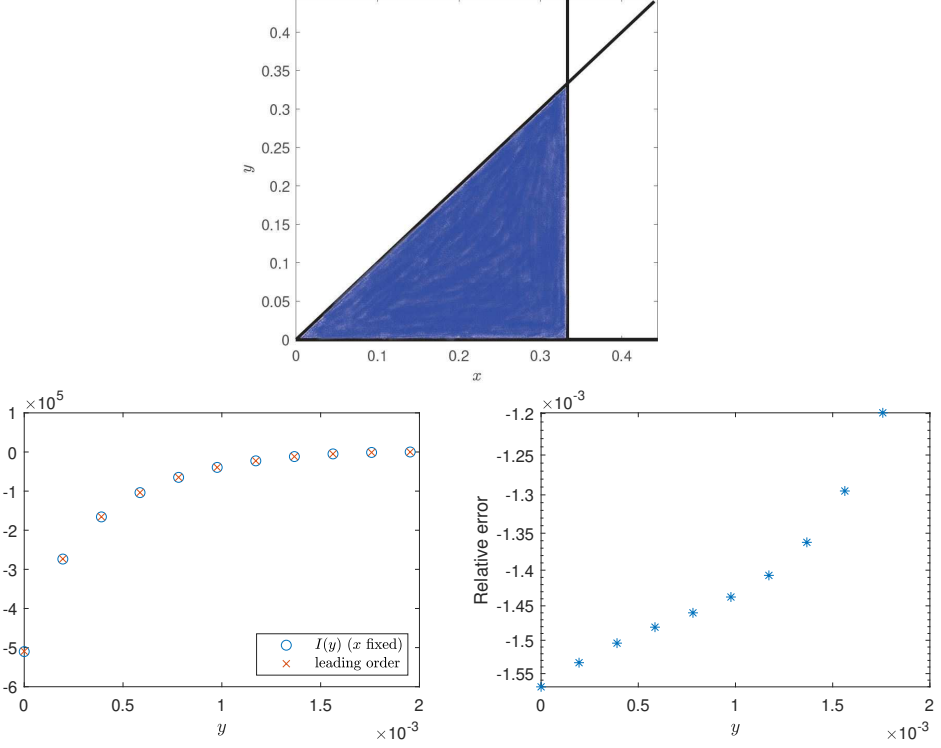 0.4
0.35
0.3
0.25
0.2
0.15
0.1
0.05
0
y
0 0.1 0.2 0.3 0.4
x
×10^5
1
0
-1
-2
-3
-4
-5
-6
I(y) (x fixed)
leading order
0 0.5 1 1.5 2
y
×10^-3
×10^-3
-1.2
-1.25
-1.3
-1.35
-1.4
-1.45
-1.5
-1.55
Relative error
0 0.5 1 1.5 2
y
×10^-3